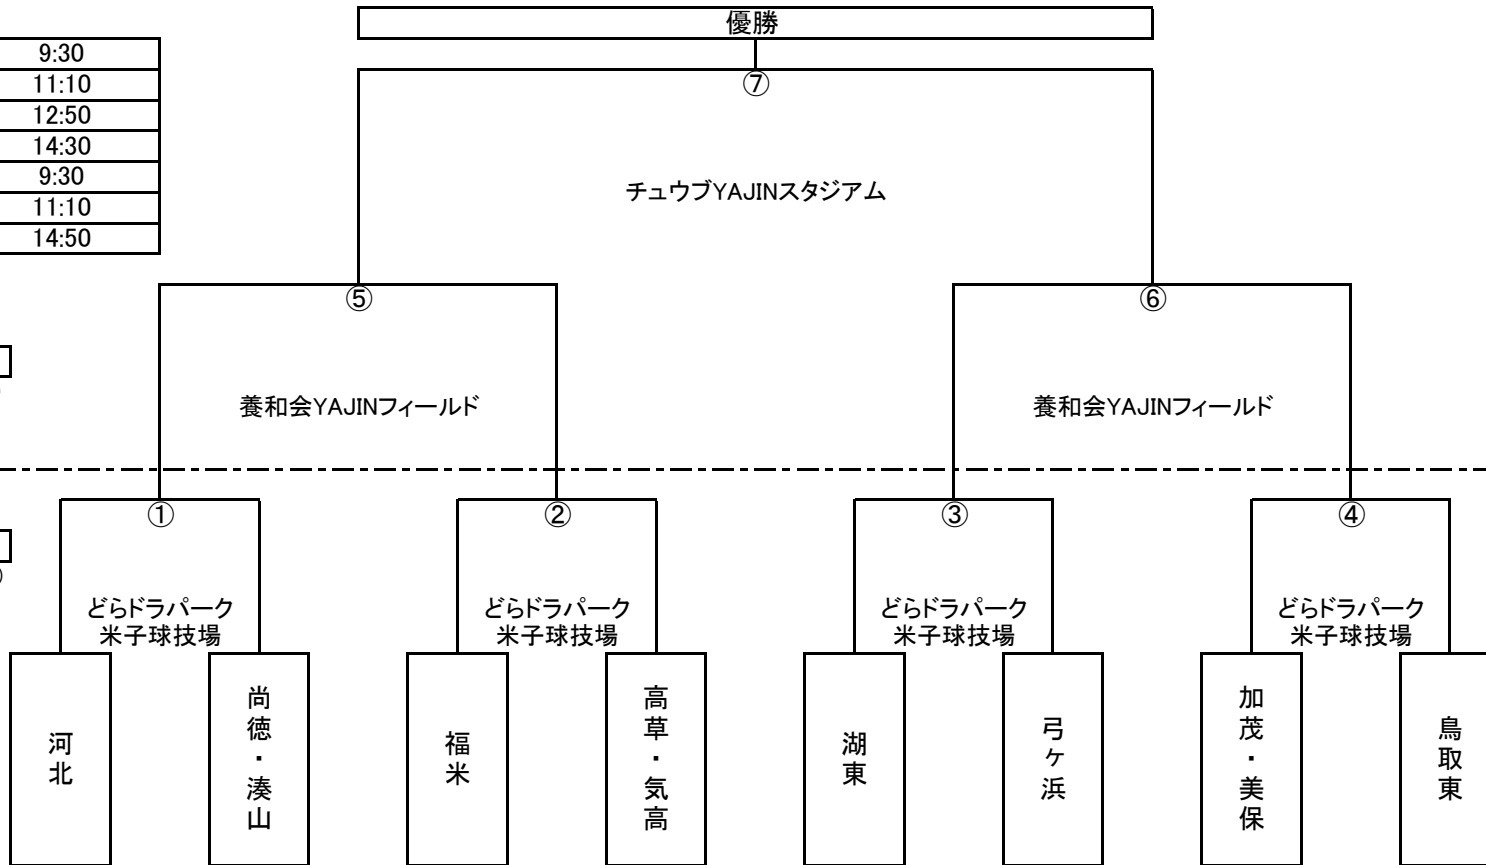 優勝
9:30
11:10
12:50
14:30
9:30
11:10
14:50
⑦
チュウブYAJINスタジアム
⑤
⑥
養和会YAJINフィールド
養和会YAJINフィールド
①
②
③
④
どらドラパーク
米子球技場
どらドラパーク
米子球技場
どらドラパーク
米子球技場
どらドラパーク
米子球技場
河北
尚徳・湊山
福米
高草・気高
湖東
弓ヶ浜
加茂・美保
鳥取東